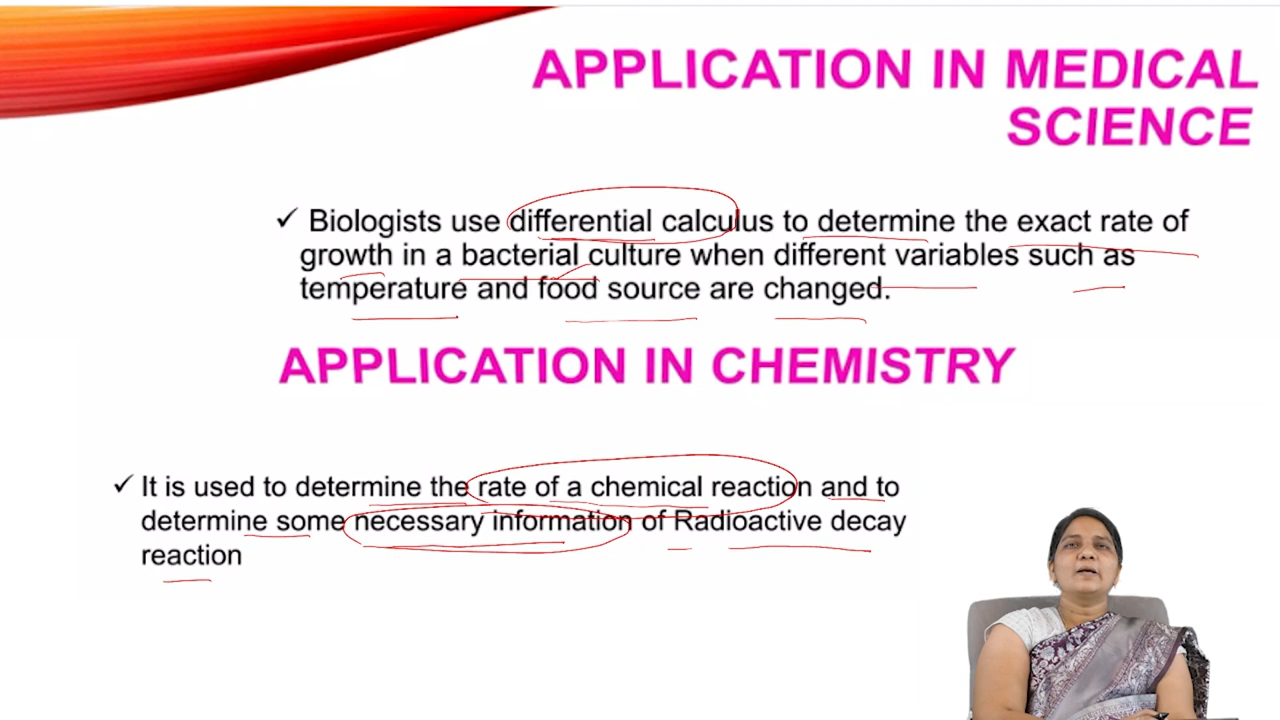 APPLICATION IN MEDICAL
SCIENCE
✓ Biologists use differential calculus to determine the exact rate of
growth in a bacterial culture when different variables such as
temperature and food source are changed.
APPLICATION IN CHEMISTRY
✓ It is used to determine the rate of a chemical reaction and to
determine some necessary information of Radioactive decay
reaction